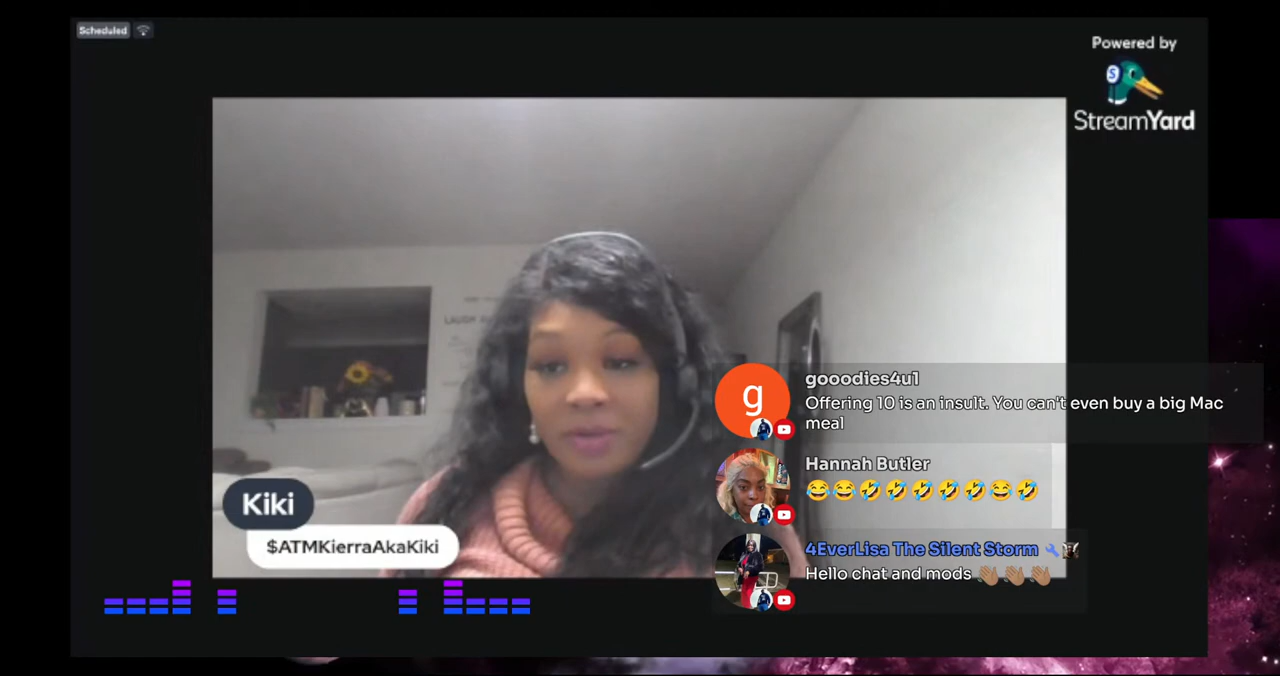 Scheduled
Powered by
S
StreamYard
LAUGH
g
gooodies4u1
Offering 10 is an insult. You can't even buy a big Mac
meal
Hannah Butler
😂😂🤣🤣🤣🤣🤣😂🤣
4EverLisa The Silent Storm
Hello chat and mods 👋🏽👋🏽👋🏽
Kiki
$ATMKierraAkaKiki